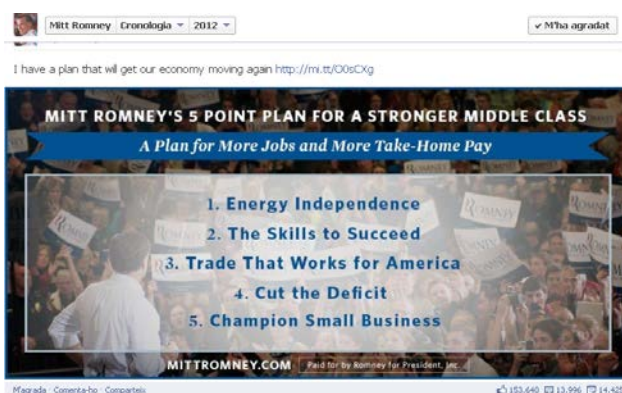 Mitt Romney Cronologia 2012 M'ha agradat
I have a plan that will get our economy moving again http://mi.tt/O0sCXg
MITT ROMNEY'S 5 POINT PLAN FOR A STRONGER MIDDLE CLASS
A Plan for More Jobs and More Take-Home Pay
1. Energy Independence
2. The Skills to Succeed
3. Trade That Works for America
4. Cut the Deficit
5. Champion Small Business
MITTROMNEY.COM Paid for by Romney for President, Inc.
M'agrada · Comenta-ho · Comparteix 153.640 13.996 14.425